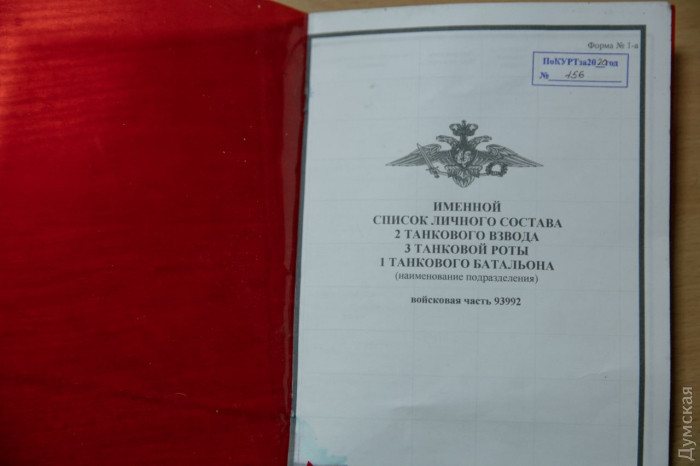 Форма № 1-в
ПоКУРТза2020год
№ 156
ИМЕННОЙ
СПИСОК ЛИЧНОГО СОСТАВА
2 ТАНКОВОГО ВЗВОДА
3 ТАНКОВОЙ РОТЫ
1 ТАНКОВОГО БАТАЛЬОНА
(наименование подразделения)
войсковая часть 93992
Думская